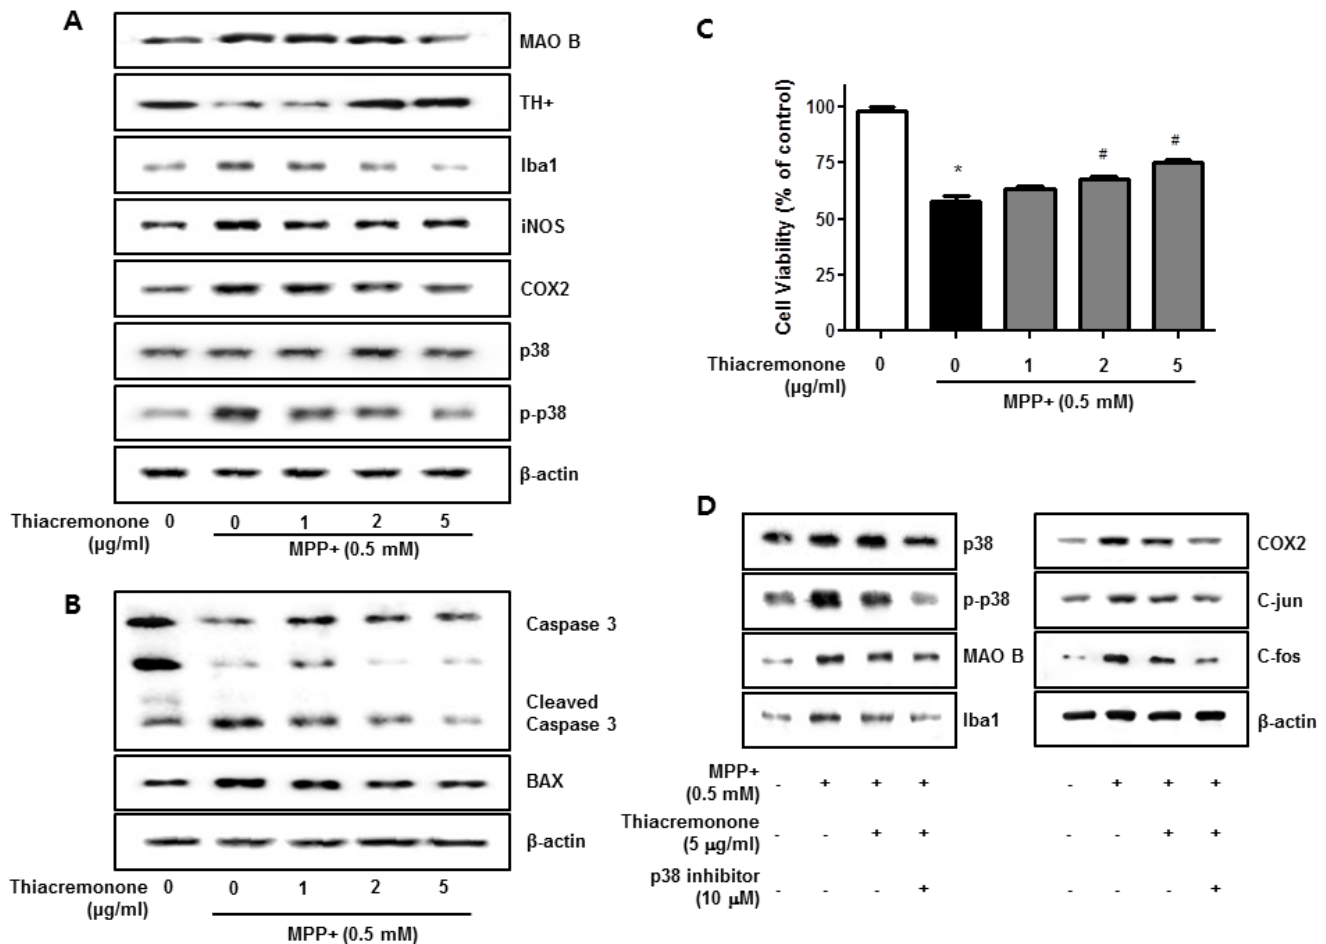 A
MAO B
TH+
Iba1
iNOS
COX2
p38
p-p38
β-actin
Thiacremonone
(μg/ml)
0 0 1 2 5
MPP+ (0.5 mM)
B
Caspase 3
Cleaved
Caspase 3
BAX
β-actin
Thiacremonone
(μg/ml)
0 0 1 2 5
MPP+ (0.5 mM)
C
Cell Viability (% of control)
100
75
50
25
0
*
#
#
Thiacremonone
(μg/ml)
0 0 1 2 5
MPP+ (0.5 mM)
D
p38
p-p38
MAO B
Iba1
COX2
C-jun
C-fos
β-actin
MPP+
(0.5 mM)
- + + + - + + +
Thiacremonone
(5 μg/ml)
- - + + - - + +
p38 inhibitor
(10 μM)
- - - + - - - +